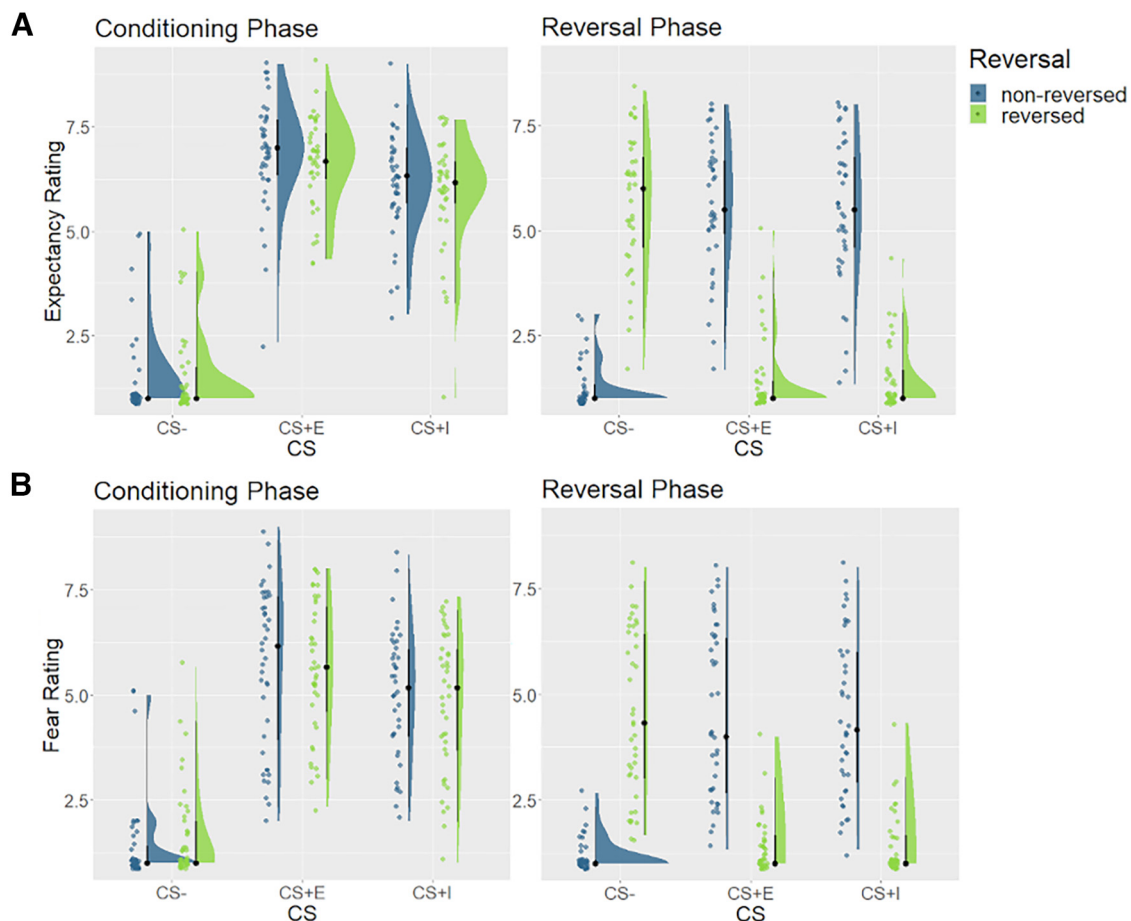 A
Conditioning Phase
Reversal Phase
Reversal
non-reversed
reversed
Expectancy Rating
7.5
5.0
2.5
7.5
5.0
2.5
CS-
CS+E
CS+I
CS-
CS+E
CS+I
CS
CS
B
Conditioning Phase
Reversal Phase
Fear Rating
7.5
5.0
2.5
7.5
5.0
2.5
CS-
CS+E
CS+I
CS-
CS+E
CS+I
CS
CS